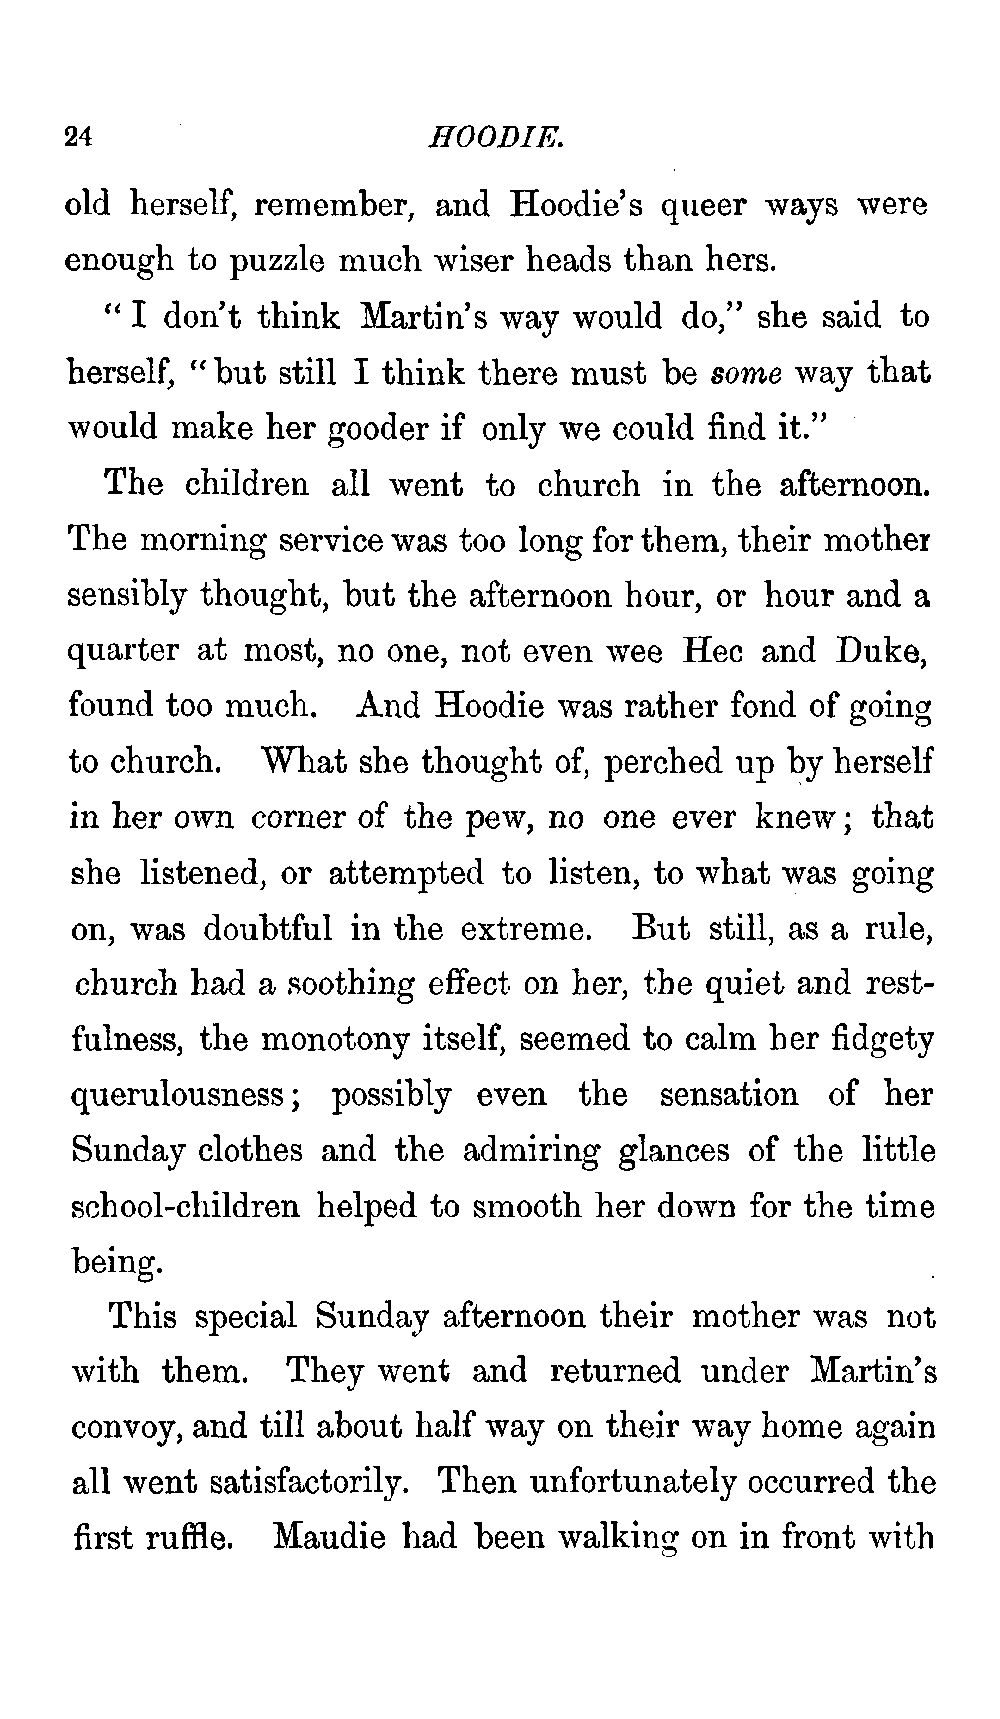 24 HOODIE.
old herself, remember, and Hoodie's queer ways were
enough to puzzle much wiser heads than hers.
"I don't think Martin's way would do," she said to
herself, "but still I think there must be some way that
would make her gooder if only we could find it."
The children all went to church in the afternoon.
The morning service was too long for them, their mother
sensibly thought, but the afternoon hour, or hour and a
quarter at most, no one, not even wee Hec and Duke,
found too much. And Hoodie was rather fond of going
to church. What she thought of, perched up by herself
in her own corner of the pew, no one ever knew; that
she listened, or attempted to listen, to what was going
on, was doubtful in the extreme. But still, as a rule,
church had a soothing effect on her, the quiet and rest-
fulness, the monotony itself, seemed to calm her fidgety
querulousness; possibly even the sensation of her
Sunday clothes and the admiring glances of the little
school-children helped to smooth her down for the time
being.
This special Sunday afternoon their mother was not
with them. They went and returned under Martin's
convoy, and till about half way on their way home again
all went satisfactorily. Then unfortunately occurred the
first ruffle. Maudie had been walking on in front with